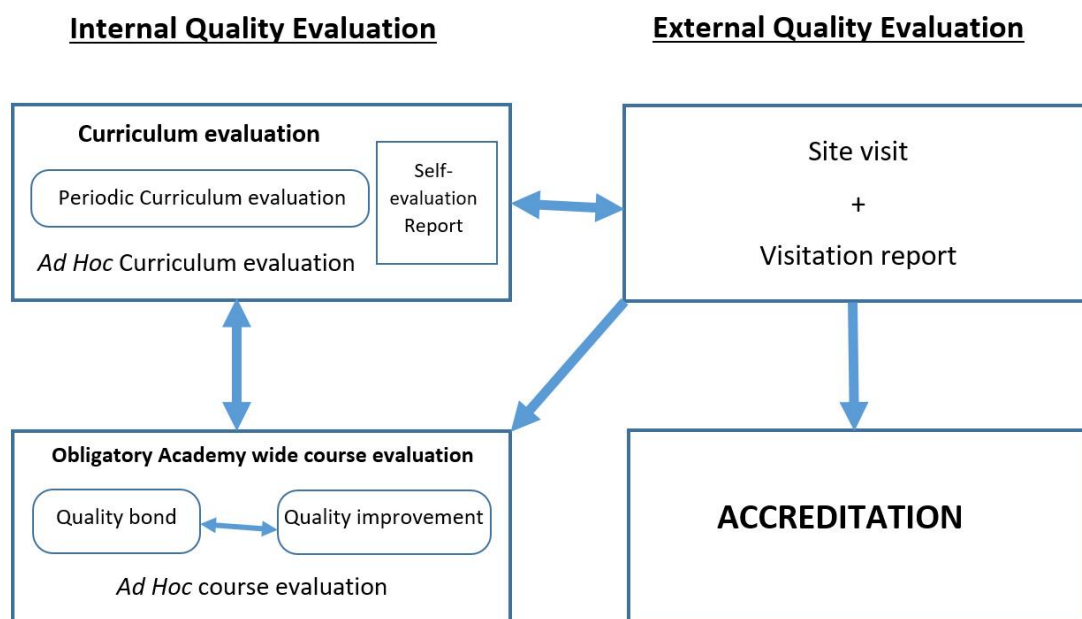 Internal Quality Evaluation
External Quality Evaluation
Curriculum evaluation
Periodic Curriculum evaluation
Ad Hoc Curriculum evaluation
Self-
evaluation
Report
Site visit
+
Visitation report
Obligatory Academy wide course evaluation
Quality bond
Quality improvement
Ad Hoc course evaluation
ACCREDITATION